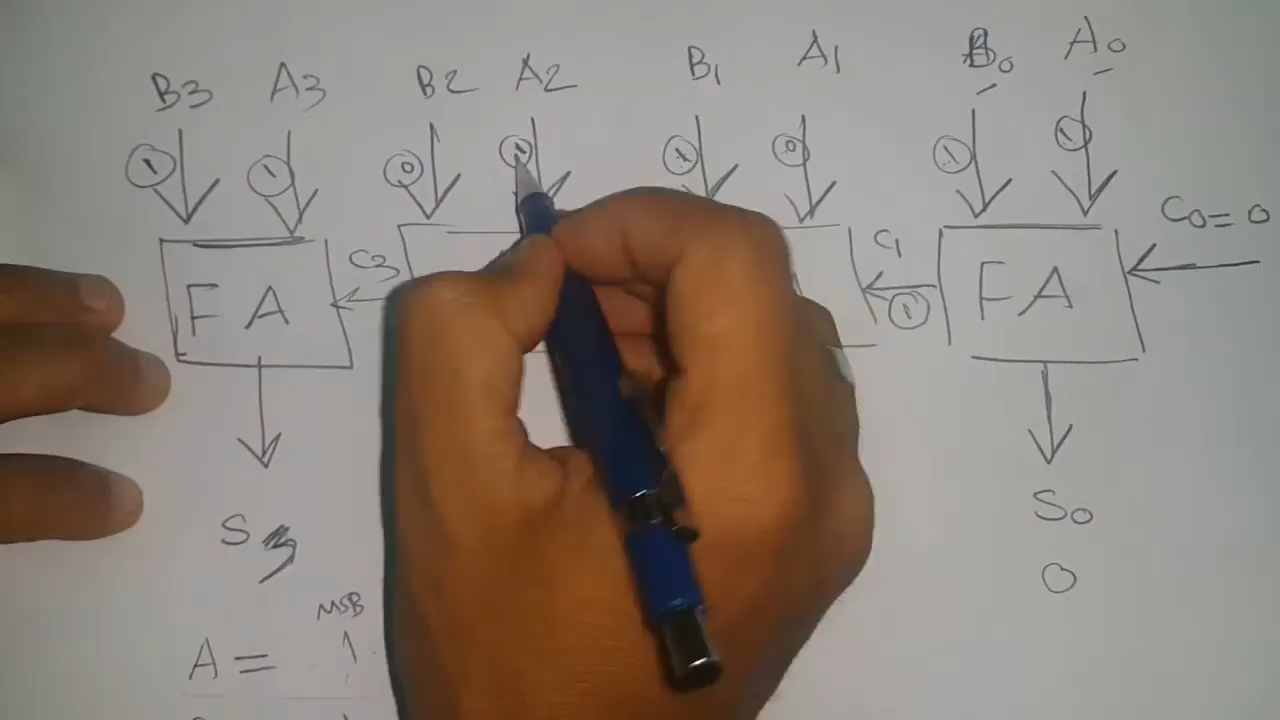 B3 A3 B2 A2 B1 A1 B0 A0
1 1 0 1 1 0 1 1
C0=0
C3 C1
1
FA FA
S3 S0
0
MSB
A = 1